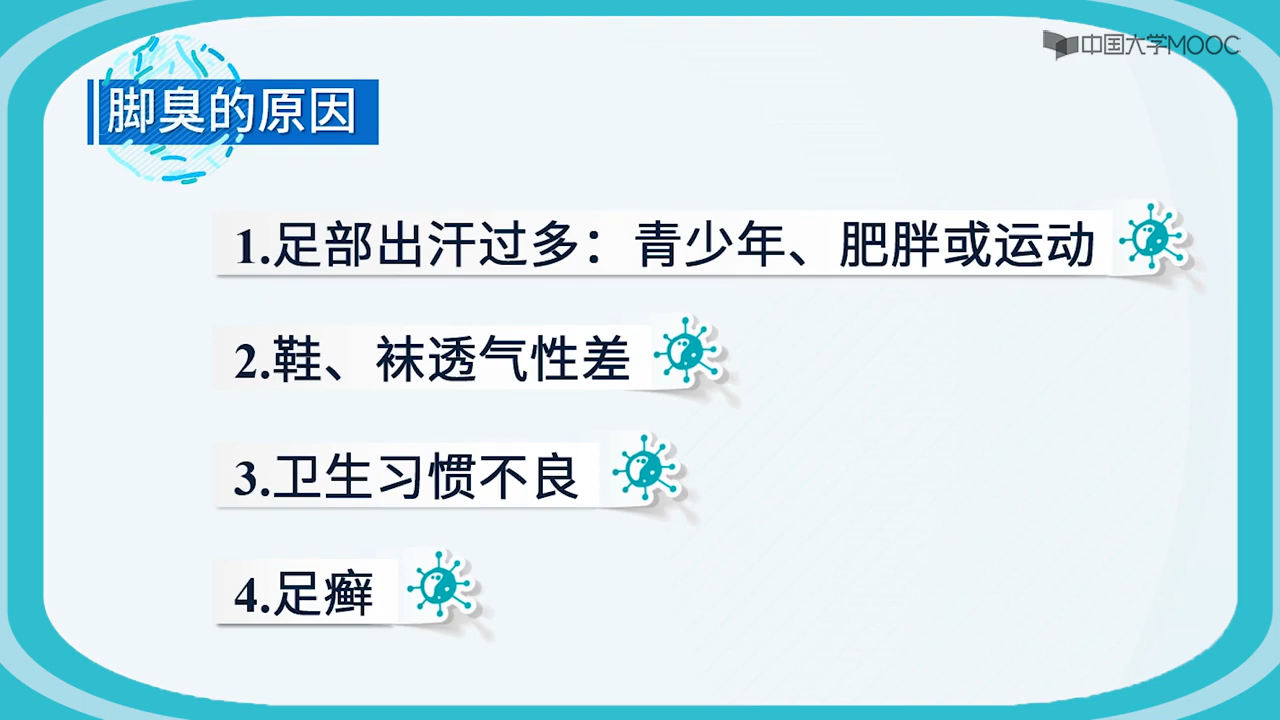 中国大学MOOC
脚臭的原因
1.足部出汗过多：青少年、肥胖或运动
2.鞋、袜透气性差
3.卫生习惯不良
4.足癣